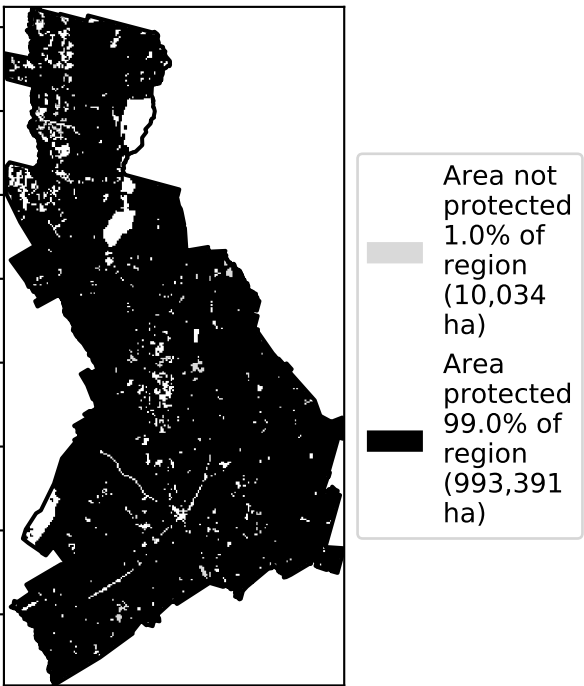 Area not
protected
1.0% of
region
(10,034
ha)
Area
protected
99.0% of
region
(993,391
ha)